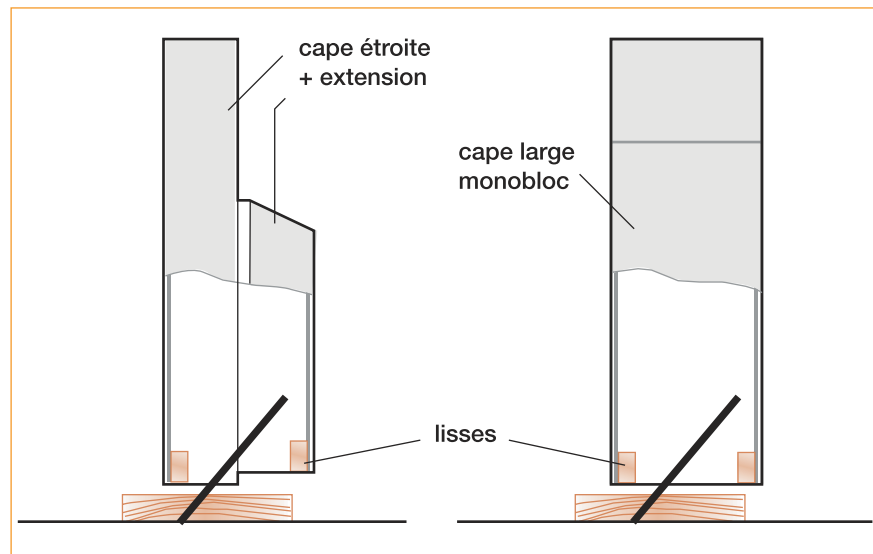 cape étroite
+ extension
cape large
monobloc
lisses